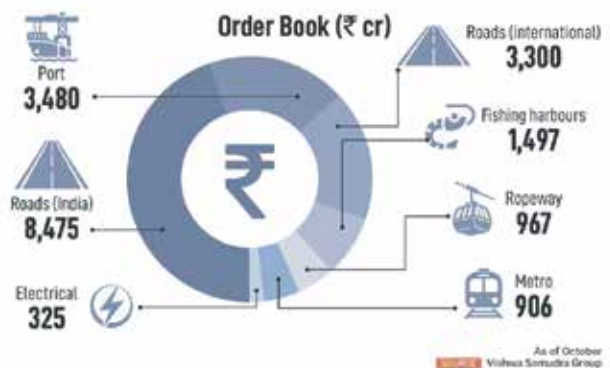 Order Book (₹ cr)
Port
3,480
Roads (India)
8,475
Electrical
325
Roads (international)
3,300
Fishing harbours
1,497
Ropeway
967
Metro
906
₹
As of October
Vishwa Samudra Group